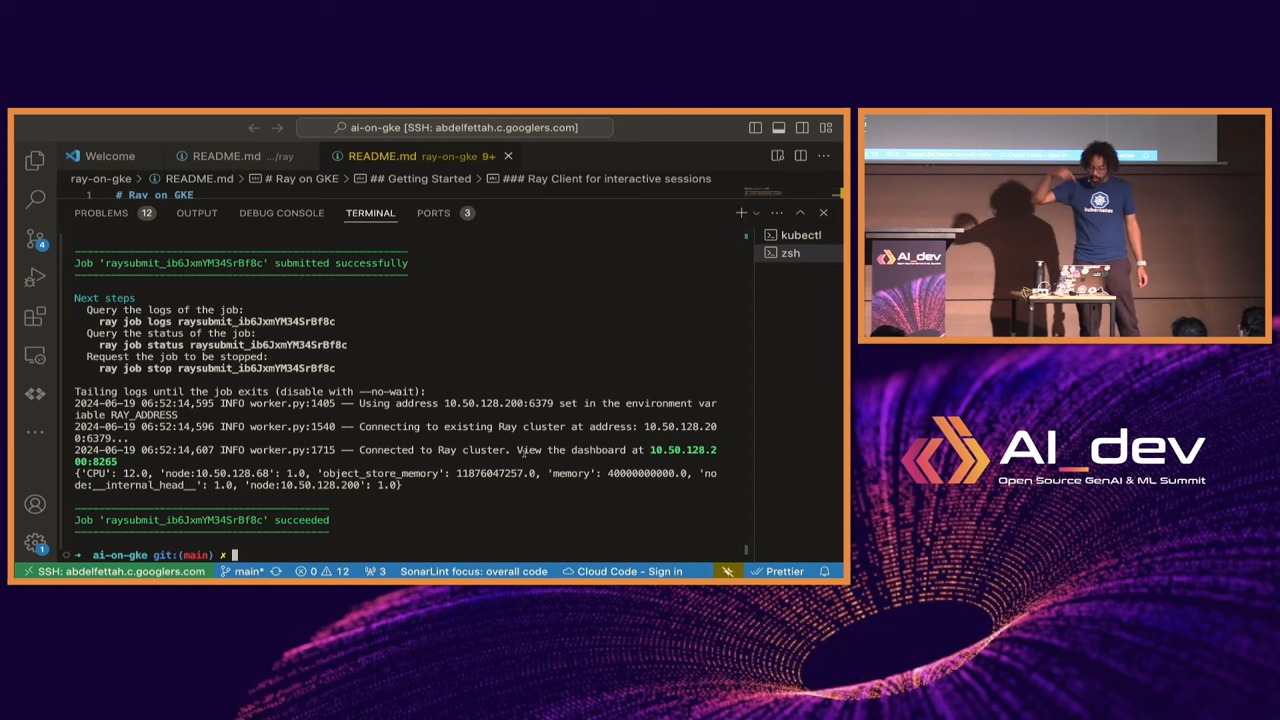 ai-on-gke [SSH: abdelfettah.c.googlers.com]
Welcome
README.md .../ray
README.md ray-on-gke 9+
ray-on-gke > README.md > # Ray on GKE > ## Getting Started > ### Ray Client for interactive sessions
1 # Ray on GKE
PROBLEMS 12 OUTPUT DEBUG CONSOLE TERMINAL PORTS 3
kubectl
zsh
Job 'raysubmit_ib6JxmYM34SrBf8c' submitted successfully
Next steps
Query the logs of the job:
ray job logs raysubmit_ib6JxmYM34SrBf8c
Query the status of the job:
ray job status raysubmit_ib6JxmYM34SrBf8c
Request the job to be stopped:
ray job stop raysubmit_ib6JxmYM34SrBf8c
Tailing logs until the job exits (disable with --no-wait):
2024-06-19 06:52:14,595 INFO worker.py:1405 -- Using address 10.50.128.200:6379 set in the environment var
iable RAY_ADDRESS
2024-06-19 06:52:14,596 INFO worker.py:1540 -- Connecting to existing Ray cluster at address: 10.50.128.20
0:6379...
2024-06-19 06:52:14,607 INFO worker.py:1715 -- Connected to Ray cluster. View the dashboard at 10.50.128.2
00:8265
{'CPU': 12.0, 'node:10.50.128.68': 1.0, 'object_store_memory': 11876047257.0, 'memory': 40000000000.0, 'no
de:__internal_head__': 1.0, 'node:10.50.128.200': 1.0}
Job 'raysubmit_ib6JxmYM34SrBf8c' succeeded
➜ ai-on-gke git:(main) ✗
4
1
SSH: abdelfettah.c.googlers.com main* 0 12 3 SonarLint focus: overall code Cloud Code - Sign in Prettier
kubernetes
AI_dev
AI_dev
Open Source GenAI & ML Summit